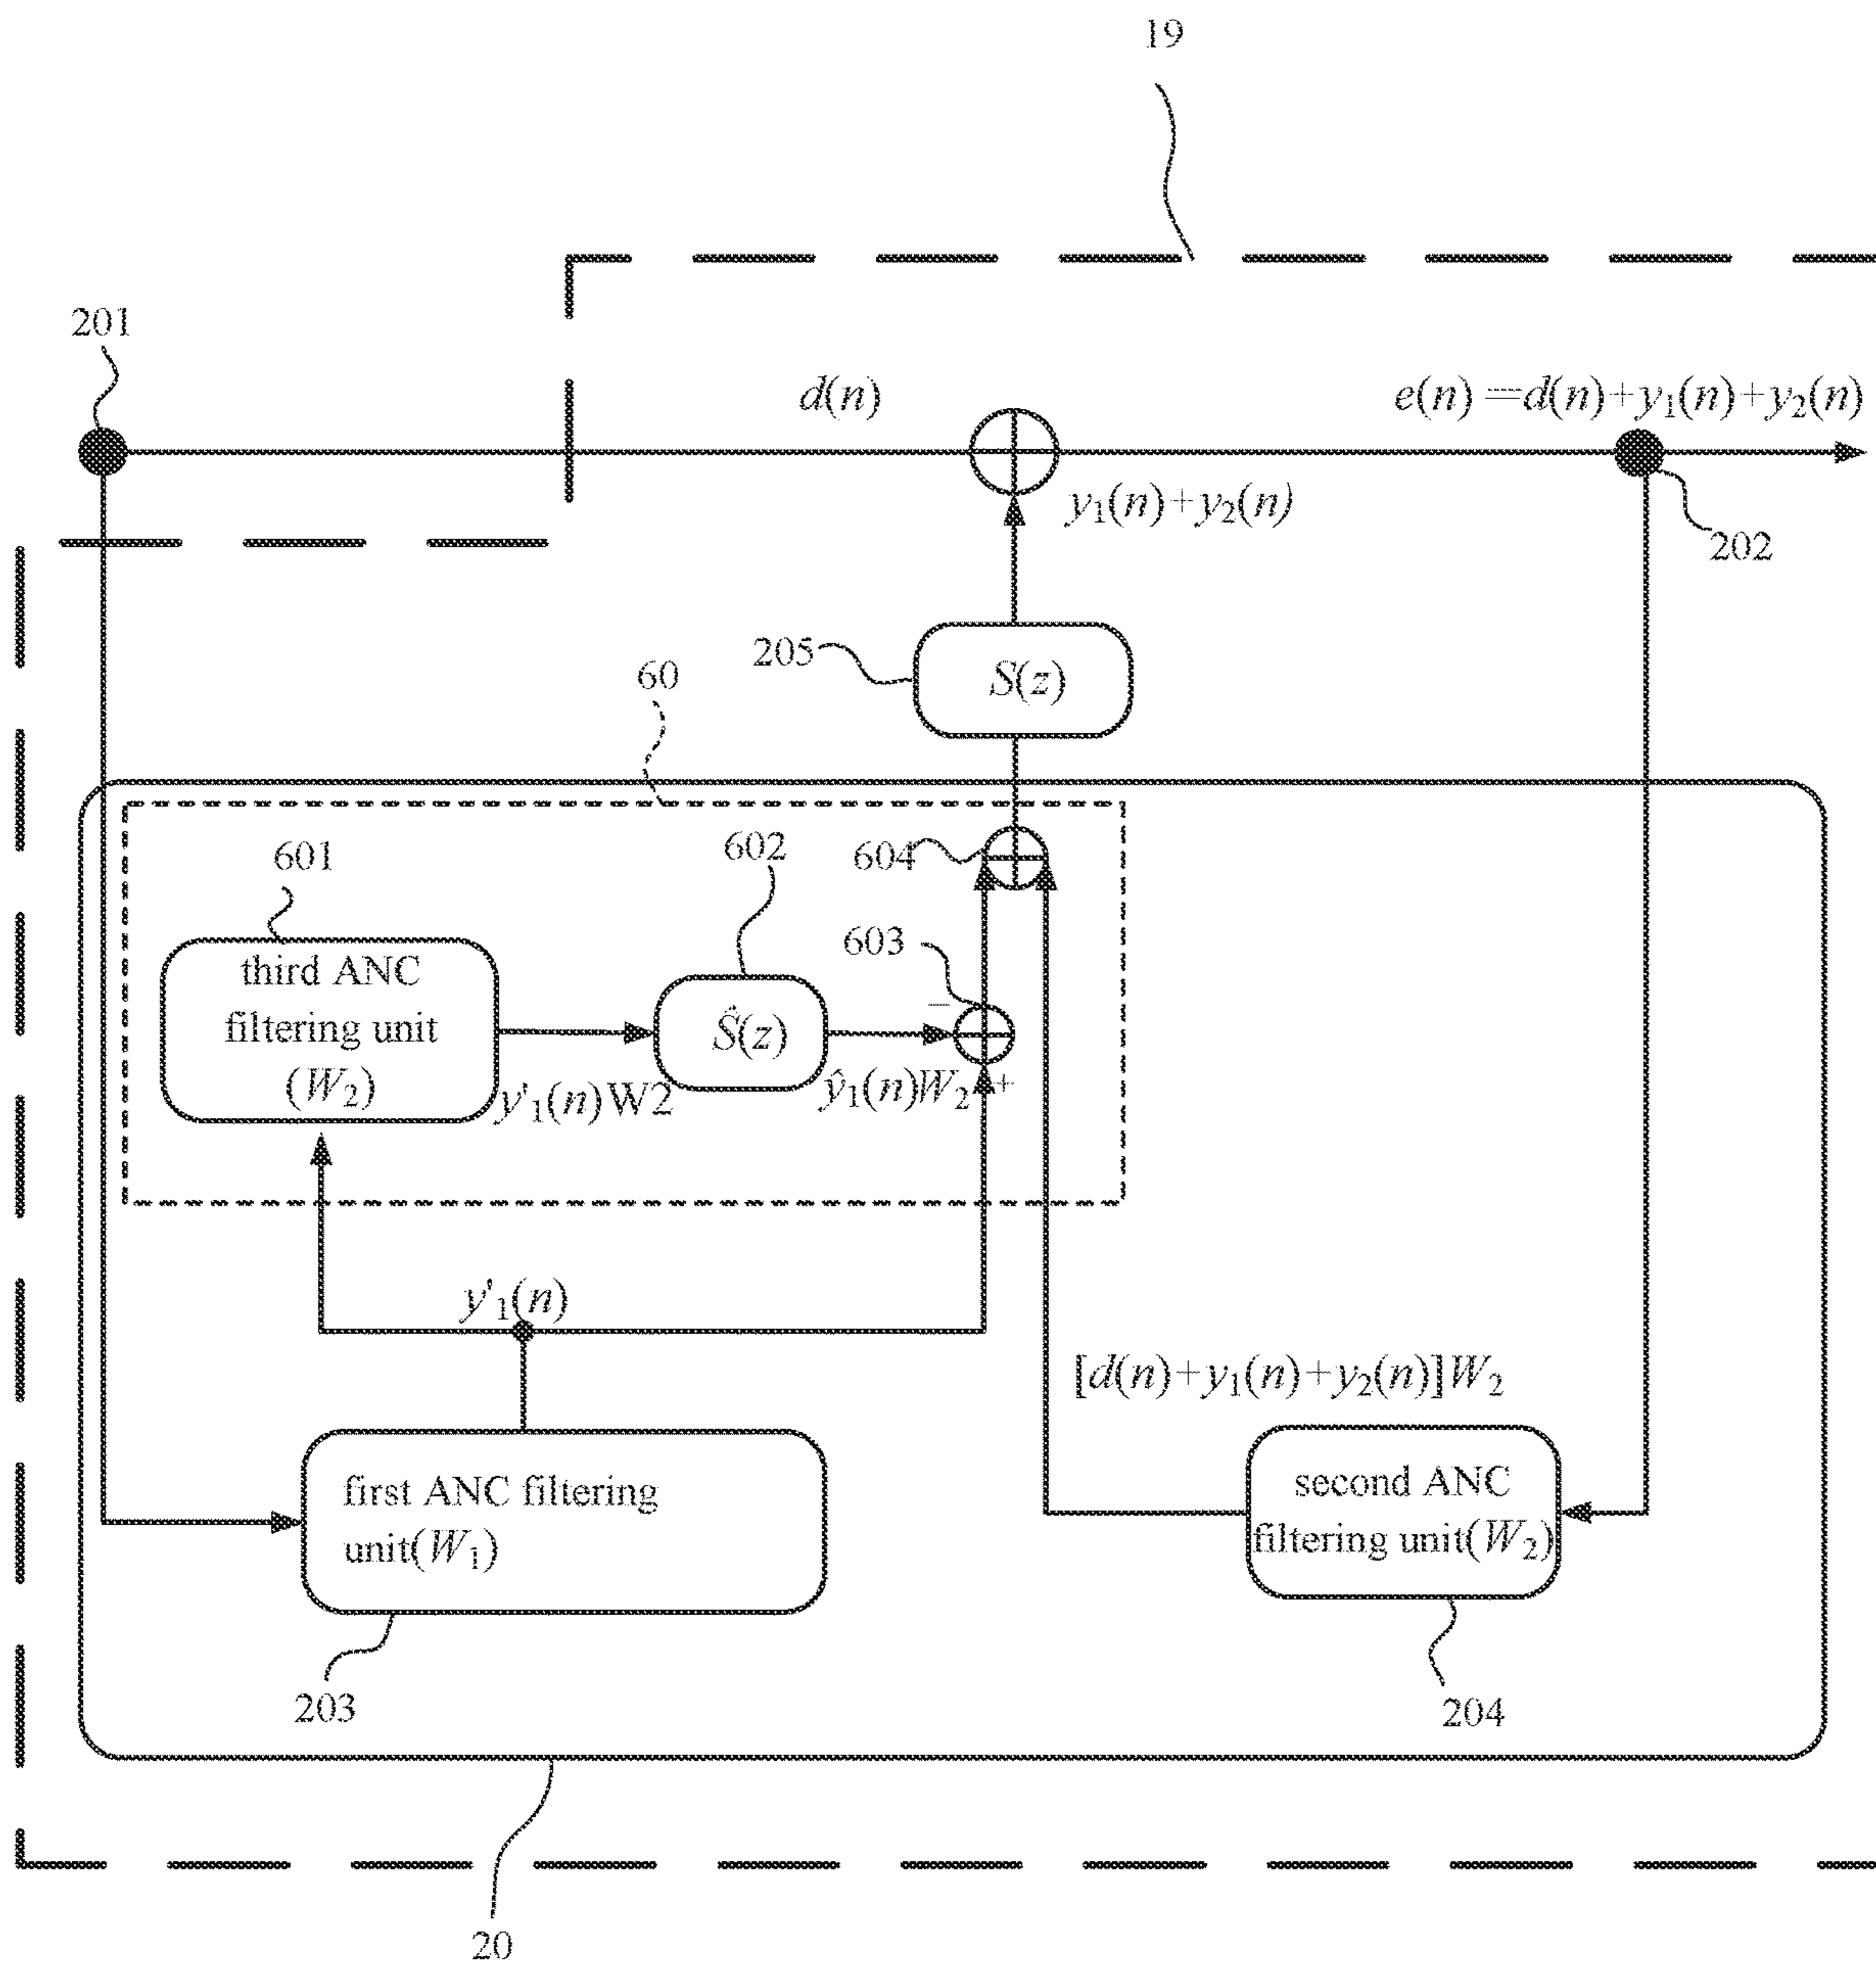 19
201
d(n)
e(n) =d(n)+y₁(n)+y₂(n)
y₁(n)+y₂(n)
202
205
S(z)
60
601
602
604
603
third ANC
filtering unit
(W₂)
Ŝ(z)
−
y'₁(n)W2
ŷ₁(n)W₂
+
y'₁(n)
[d(n)+y₁(n)+y₂(n)]W₂
first ANC filtering
unit(W₁)
second ANC
filtering unit(W₂)
203
204
20